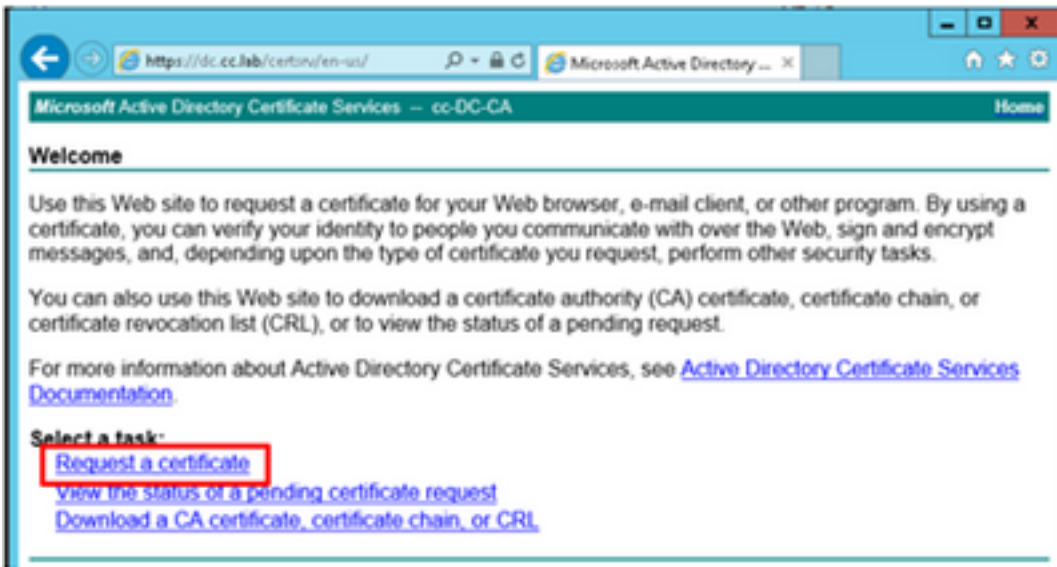 https://dc.cc.lab/certsrv/en-us/
Microsoft Active Directory ...
Microsoft Active Directory Certificate Services -- cc-DC-CA Home
Welcome
Use this Web site to request a certificate for your Web browser, e-mail client, or other program. By using a
certificate, you can verify your identity to people you communicate with over the Web, sign and encrypt
messages, and, depending upon the type of certificate you request, perform other security tasks.
You can also use this Web site to download a certificate authority (CA) certificate, certificate chain, or
certificate revocation list (CRL), or to view the status of a pending request.
For more information about Active Directory Certificate Services, see Active Directory Certificate Services
Documentation.
Select a task:
Request a certificate
View the status of a pending certificate request
Download a CA certificate, certificate chain, or CRL